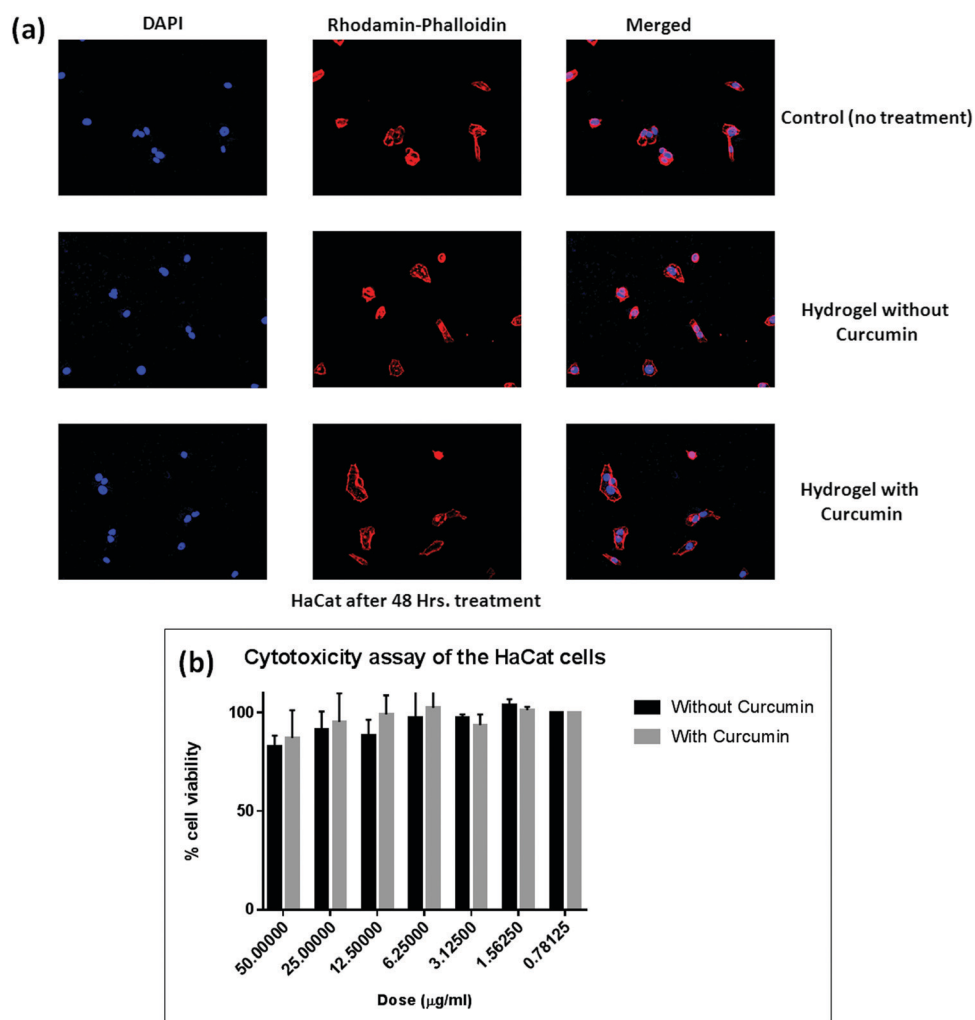 (a)
DAPI
Rhodamin-Phalloidin
Merged
Control (no treatment)
Hydrogel without
Curcumin
Hydrogel with
Curcumin
HaCat after 48 Hrs. treatment
(b)
Cytotoxicity assay of the HaCat cells
Without Curcumin
With Curcumin
% cell viability
100
50
0
50.00000
25.00000
12.50000
6.25000
3.12500
1.56250
0.78125
Dose (μg/ml)